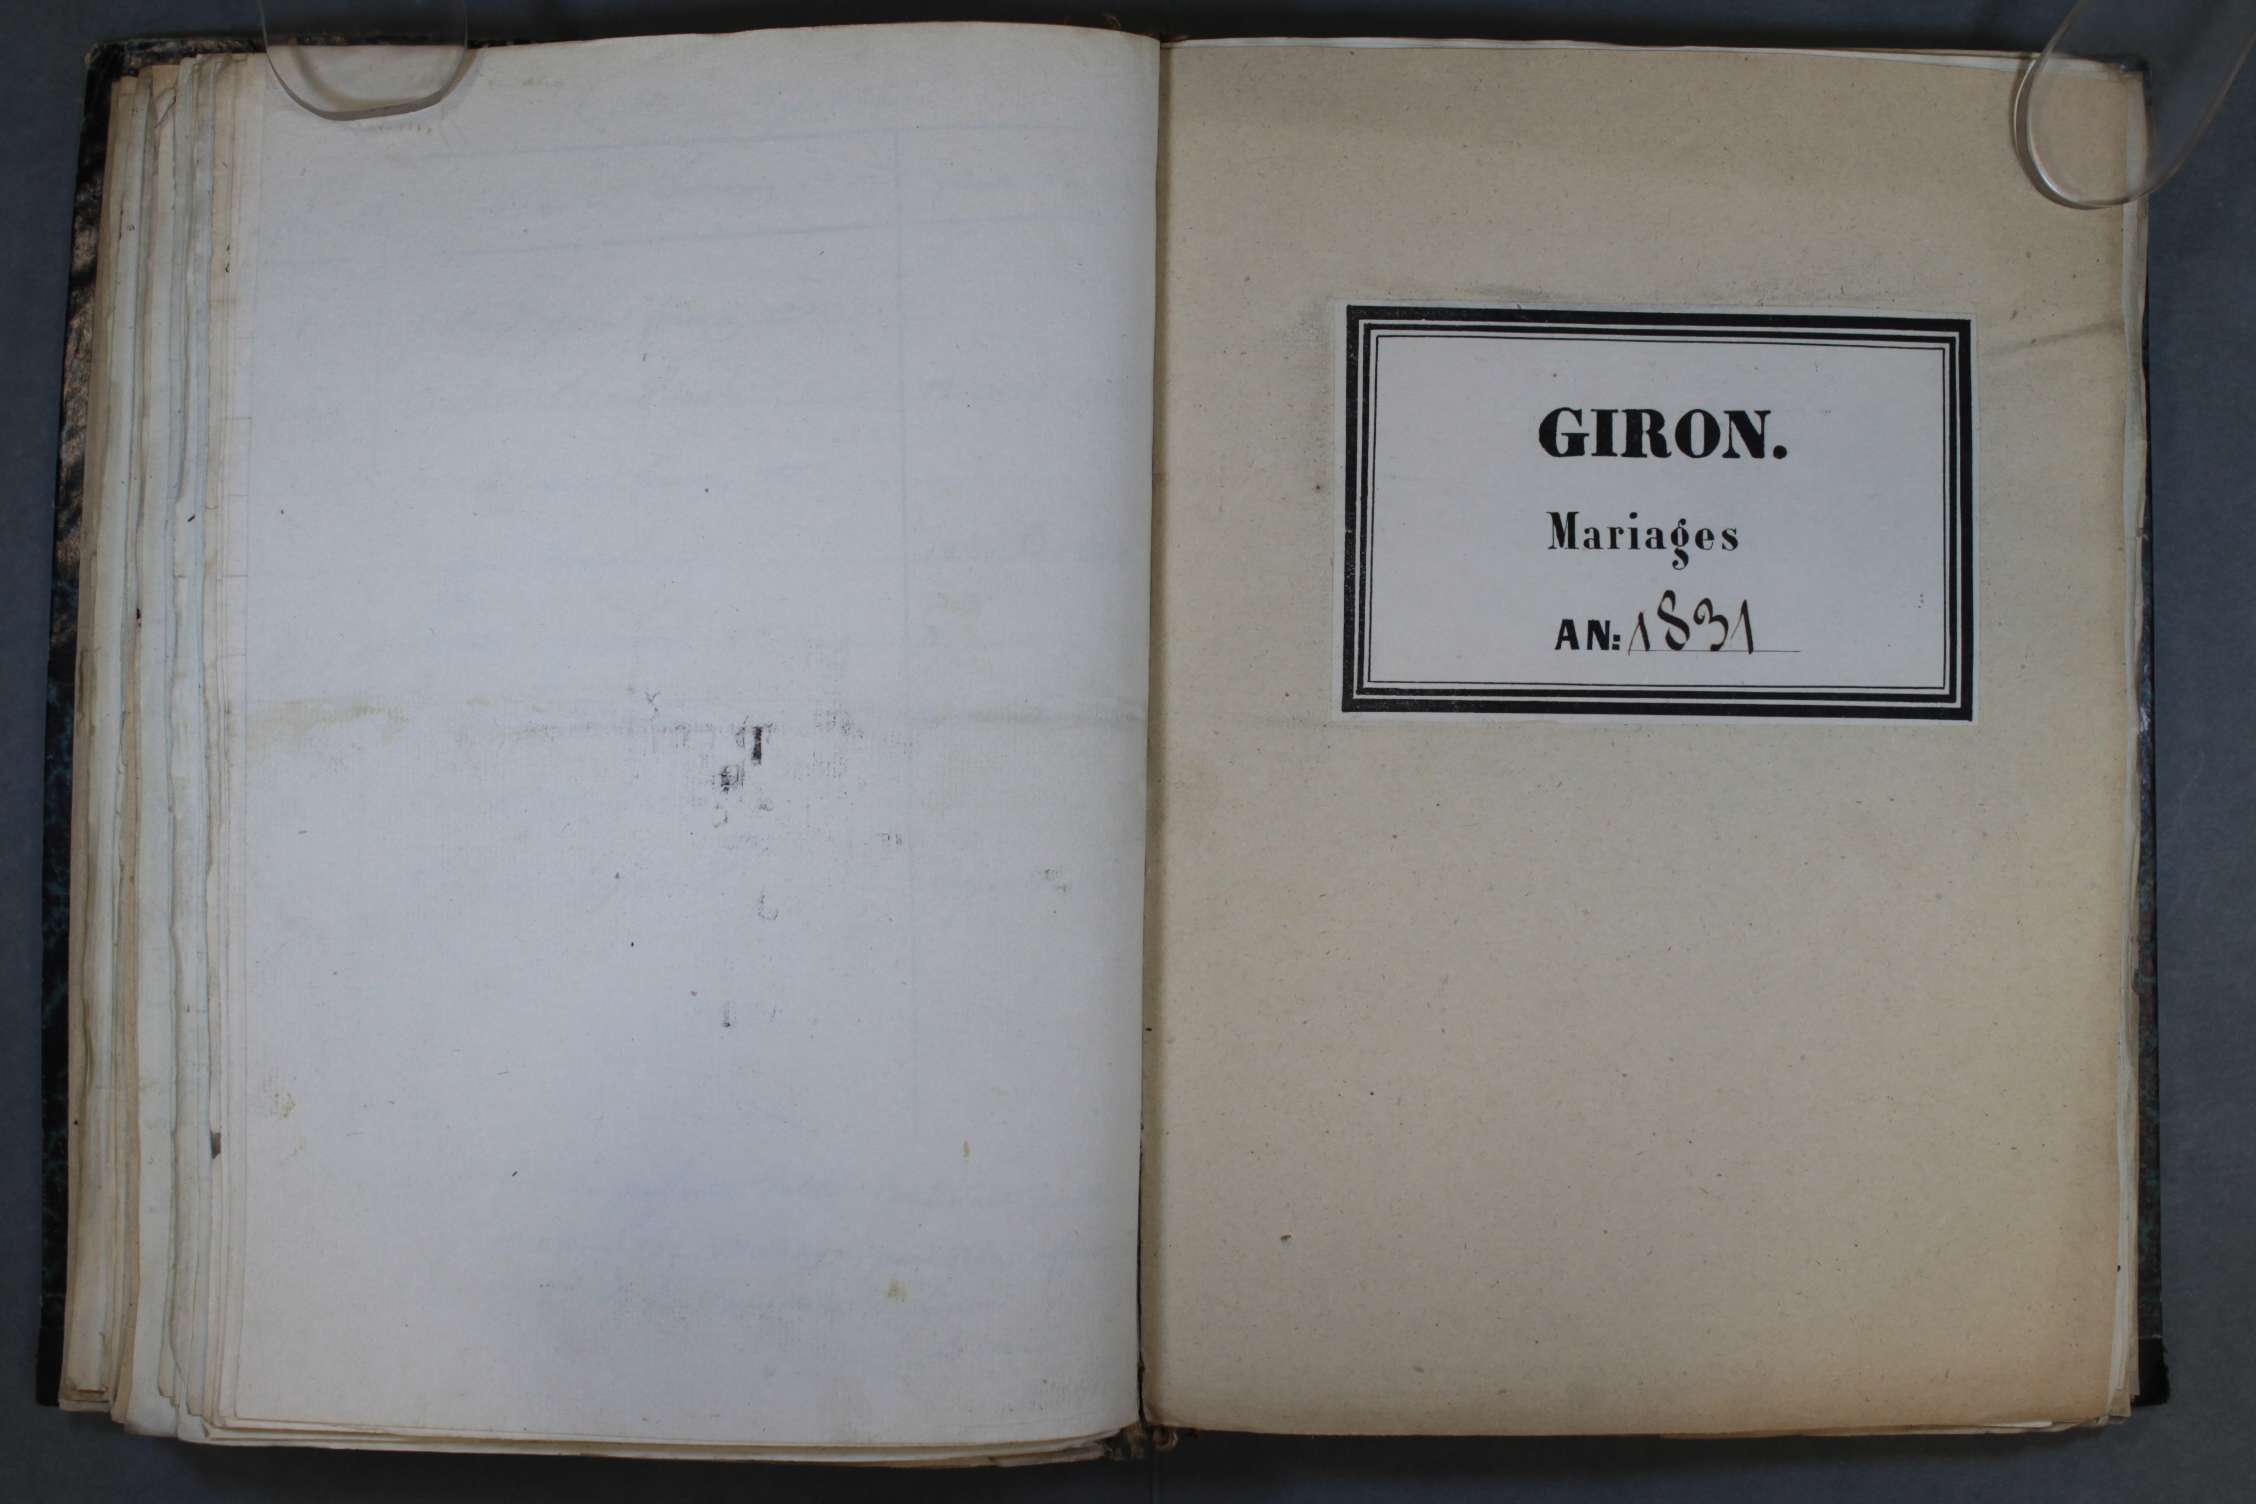 GIRON.
Mariages
AN: 1831